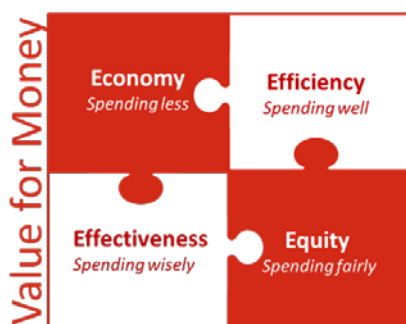 Value for Money
Economy
Spending less
Efficiency
Spending well
Effectiveness
Spending wisely
Equity
Spending fairly